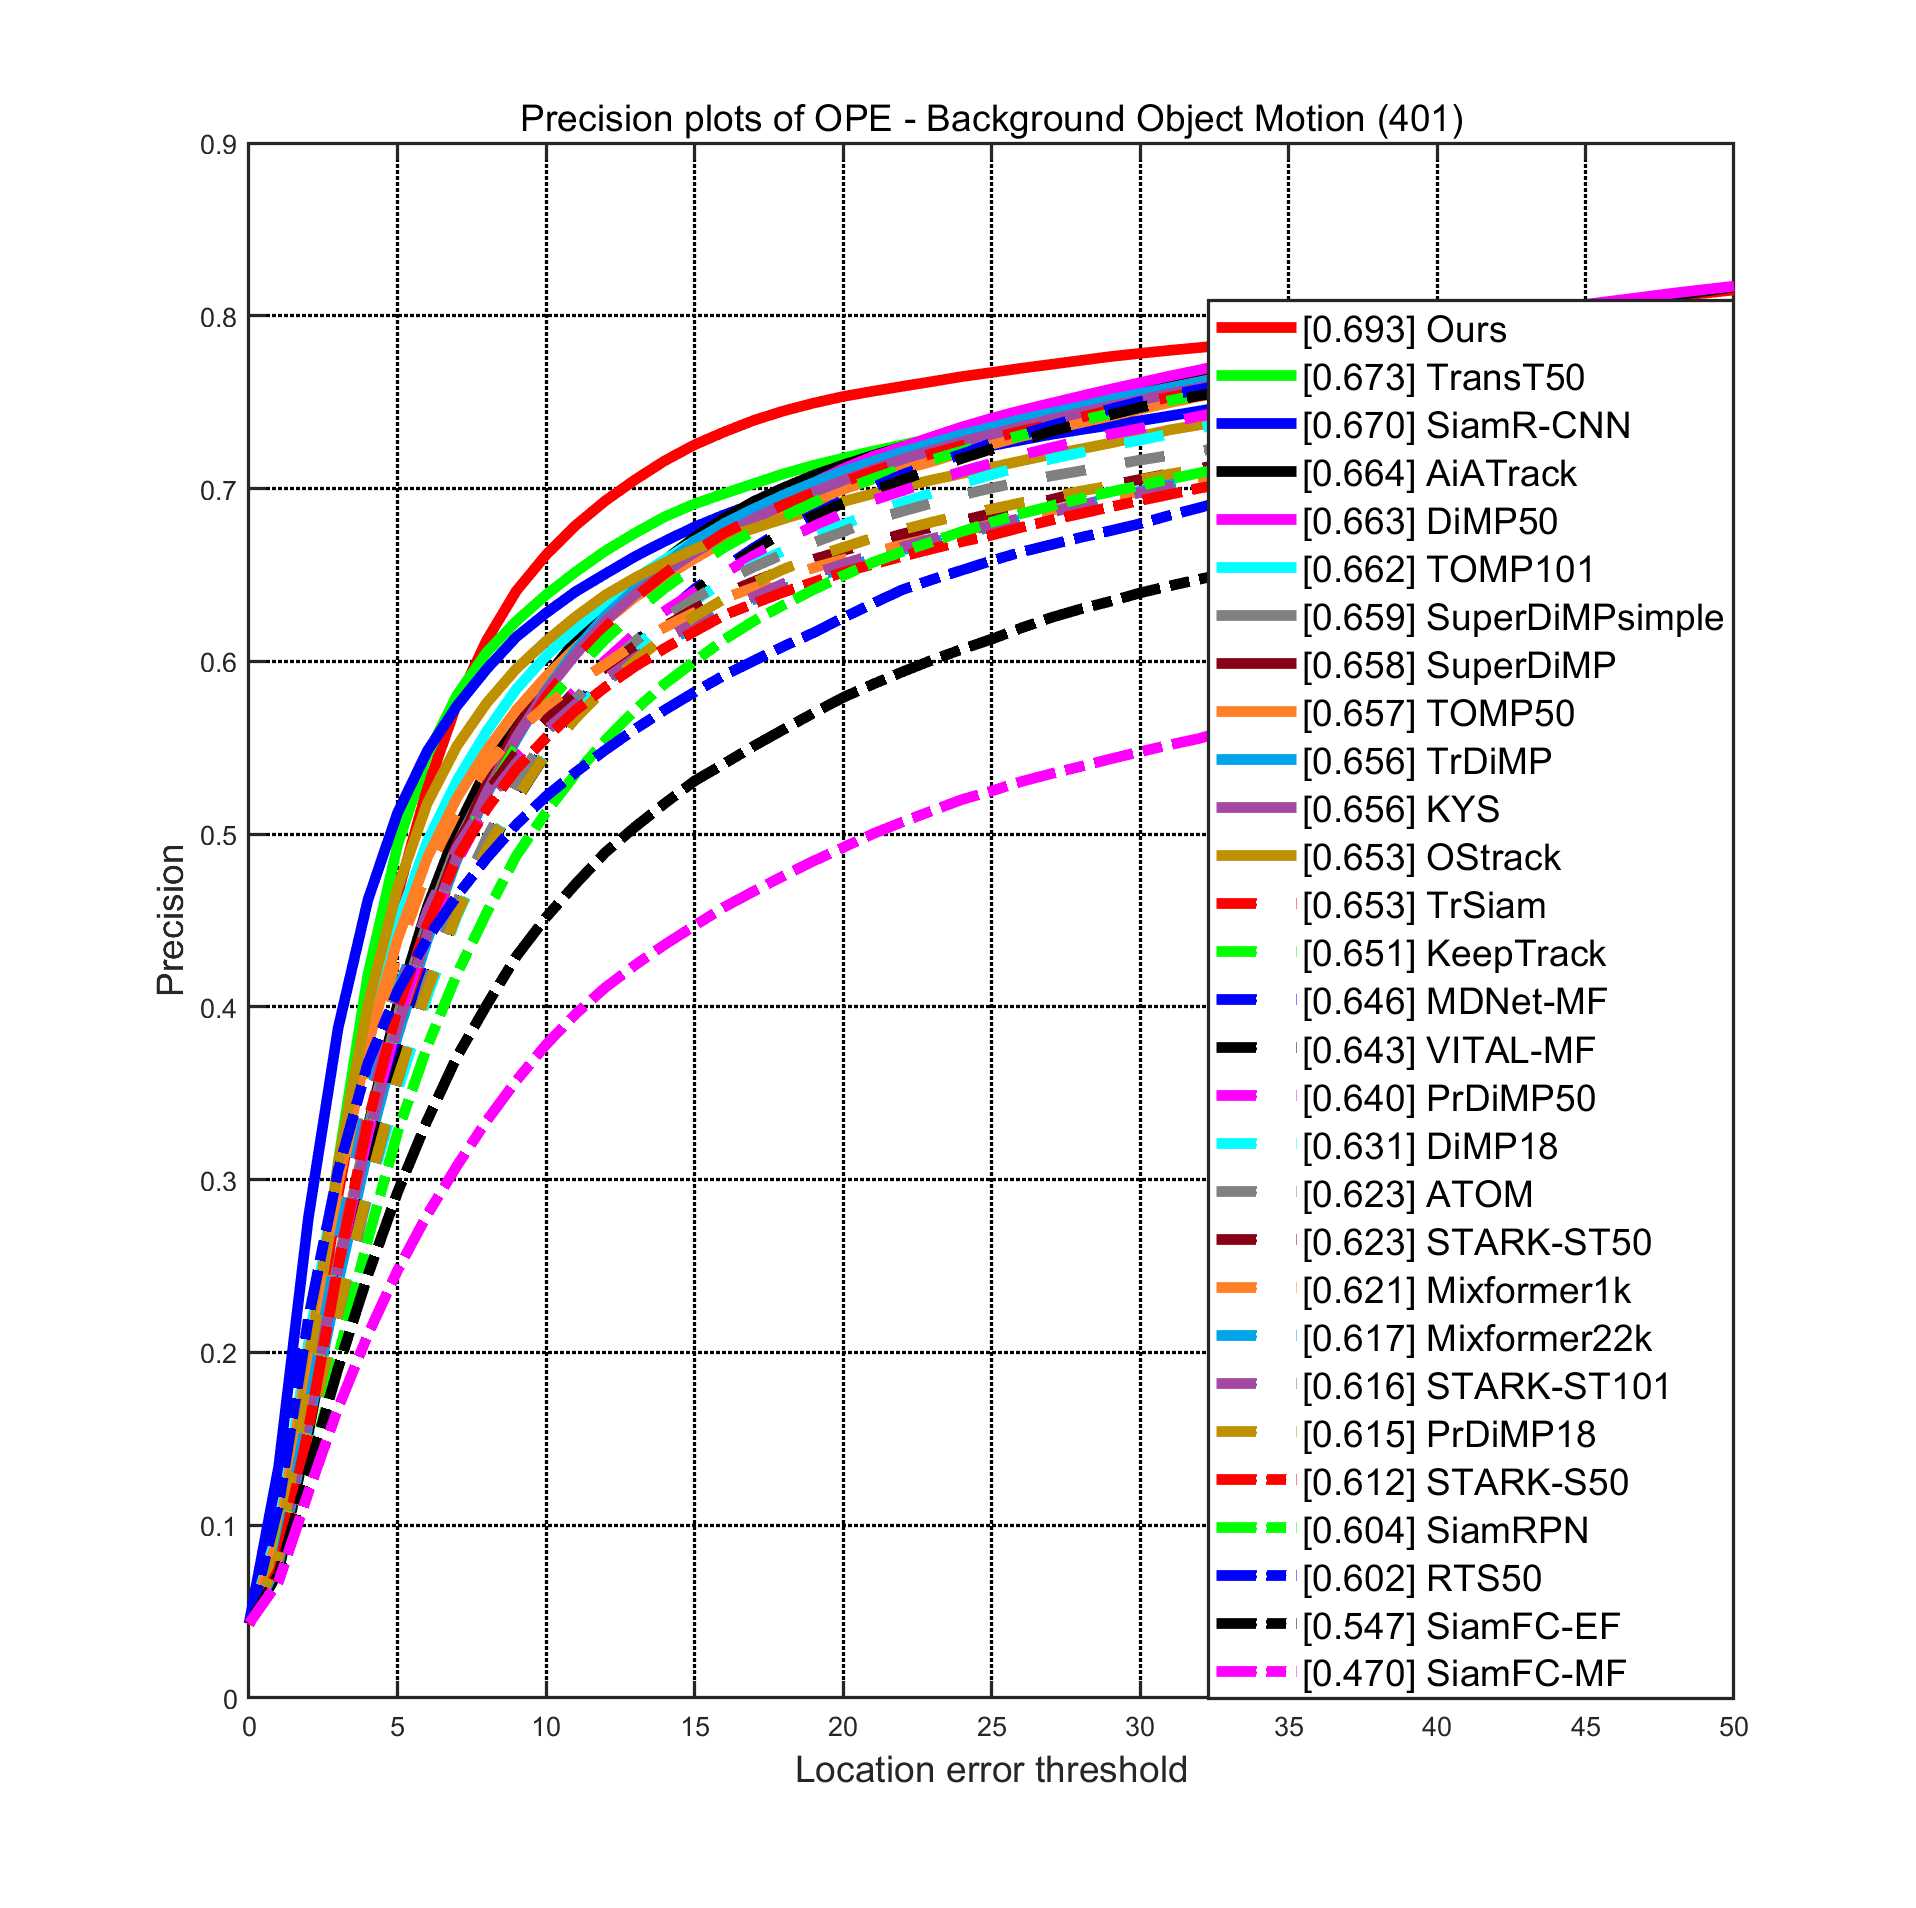 Precision plots of OPE - Background Object Motion (401)
0.9
0.8
0.7
0.6
0.5
0.4
0.3
0.2
0.1
0
Precision
[0.693] Ours
[0.673] TransT50
[0.670] SiamR-CNN
[0.664] AiATrack
[0.663] DiMP50
[0.662] TOMP101
[0.659] SuperDiMPsimple
[0.658] SuperDiMP
[0.657] TOMP50
[0.656] TrDiMP
[0.656] KYS
[0.653] OStrack
[0.653] TrSiam
[0.651] KeepTrack
[0.646] MDNet-MF
[0.643] VITAL-MF
[0.640] PrDiMP50
[0.631] DiMP18
[0.623] ATOM
[0.623] STARK-ST50
[0.621] Mixformer1k
[0.617] Mixformer22k
[0.616] STARK-ST101
[0.615] PrDiMP18
[0.612] STARK-S50
[0.604] SiamRPN
[0.602] RTS50
[0.547] SiamFC-EF
[0.470] SiamFC-MF
0 5 10 15 20 25 30 35 40 45 50
Location error threshold